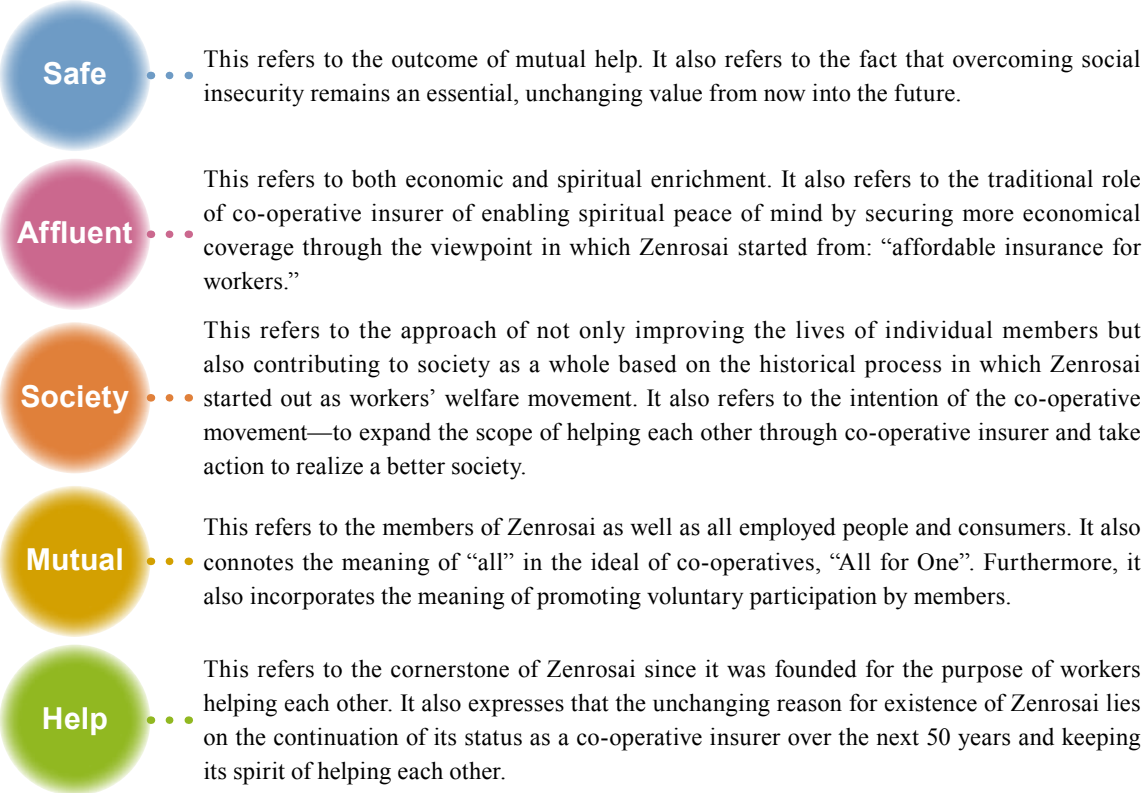 Safe
This refers to the outcome of mutual help. It also refers to the fact that overcoming social
insecurity remains an essential, unchanging value from now into the future.
Affluent
This refers to both economic and spiritual enrichment. It also refers to the traditional role
of co-operative insurer of enabling spiritual peace of mind by securing more economical
coverage through the viewpoint in which Zenrosai started from: “affordable insurance for
workers.”
Society
This refers to the approach of not only improving the lives of individual members but
also contributing to society as a whole based on the historical process in which Zenrosai
started out as workers’ welfare movement. It also refers to the intention of the co-operative
movement—to expand the scope of helping each other through co-operative insurer and take
action to realize a better society.
Mutual
This refers to the members of Zenrosai as well as all employed people and consumers. It also
connotes the meaning of “all” in the ideal of co-operatives, “All for One”. Furthermore, it
also incorporates the meaning of promoting voluntary participation by members.
Help
This refers to the cornerstone of Zenrosai since it was founded for the purpose of workers
helping each other. It also expresses that the unchanging reason for existence of Zenrosai lies
on the continuation of its status as a co-operative insurer over the next 50 years and keeping
its spirit of helping each other.